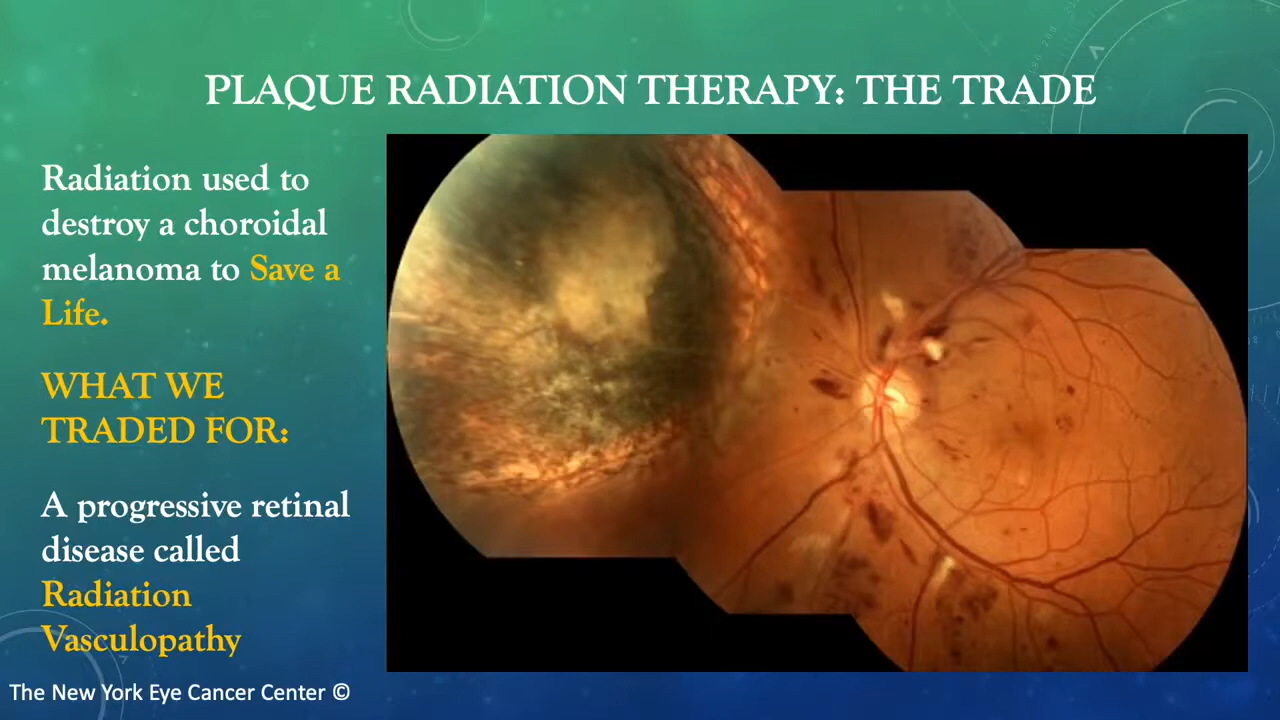 PLAQUE RADIATION THERAPY: THE TRADE
Radiation used to
destroy a choroidal
melanoma to Save a
Life.
WHAT WE
TRADED FOR:
A progressive retinal
disease called
Radiation
Vasculopathy
The New York Eye Cancer Center ©